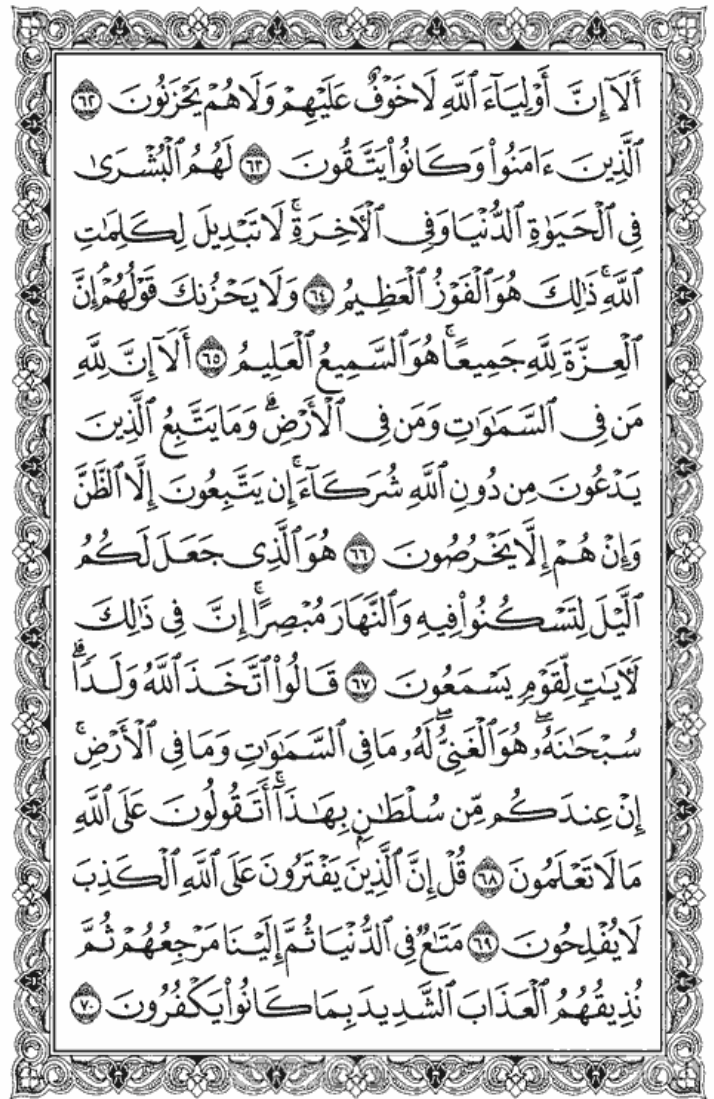 أَلَآ إِنَّ أَوْلِيَآءَ ٱللَّهِ لَا خَوْفٌ عَلَيْهِمْ وَلَا هُمْ يَحْزَنُونَ ٦٢
ٱلَّذِينَ ءَامَنُوا۟ وَكَانُوا۟ يَتَّقُونَ ٦٣ لَهُمُ ٱلْبُشْرَىٰ
فِى ٱلْحَيَوٰةِ ٱلدُّنْيَا وَفِى ٱلْءَاخِرَةِ ۚ لَا تَبْدِيلَ لِكَلِمَٰتِ
ٱللَّهِ ۚ ذَٰلِكَ هُوَ ٱلْفَوْزُ ٱلْعَظِيمُ ٦٤ وَلَا يَحْزُنكَ قَوْلُهُمْ ۘ إِنَّ
ٱلْعِزَّةَ لِلَّهِ جَمِيعًا ۚ هُوَ ٱلسَّمِيعُ ٱلْعَلِيمُ ٦٥ أَلَآ إِنَّ لِلَّهِ
مَن فِى ٱلسَّمَٰوَٰتِ وَمَن فِى ٱلْأَرْضِ ۗ وَمَا يَتَّبِعُ ٱلَّذِينَ
يَدْعُونَ مِن دُونِ ٱللَّهِ شُرَكَآءَ ۚ إِن يَتَّبِعُونَ إِلَّا ٱلظَّنَّ
وَإِنْ هُمْ إِلَّا يَخْرُصُونَ ٦٦ هُوَ ٱلَّذِى جَعَلَ لَكُمُ
ٱلَّيْلَ لِتَسْكُنُوا۟ فِيهِ وَٱلنَّهَارَ مُبْصِرًا ۚ إِنَّ فِى ذَٰلِكَ
لَءَايَٰتٍ لِّقَوْمٍ يَسْمَعُونَ ٦٧ قَالُوا۟ ٱتَّخَذَ ٱللَّهُ وَلَدًا ۗ
سُبْحَٰنَهُۥ ۖ هُوَ ٱلْغَنِىُّ ۖ لَهُۥ مَا فِى ٱلسَّمَٰوَٰتِ وَمَا فِى ٱلْأَرْضِ ۚ
إِنْ عِندَكُم مِّن سُلْطَٰنٍۭ بِهَٰذَآ ۚ أَتَقُولُونَ عَلَى ٱللَّهِ
مَا لَا تَعْلَمُونَ ٦٨ قُلْ إِنَّ ٱلَّذِينَ يَفْتَرُونَ عَلَى ٱللَّهِ ٱلْكَذِبَ
لَا يُفْلِحُونَ ٦٩ مَتَٰعٌ فِى ٱلدُّنْيَا ثُمَّ إِلَيْنَا مَرْجِعُهُمْ ثُمَّ
نُذِيقُهُمُ ٱلْعَذَابَ ٱلشَّدِيدَ بِمَا كَانُوا۟ يَكْفُرُونَ ٧٠